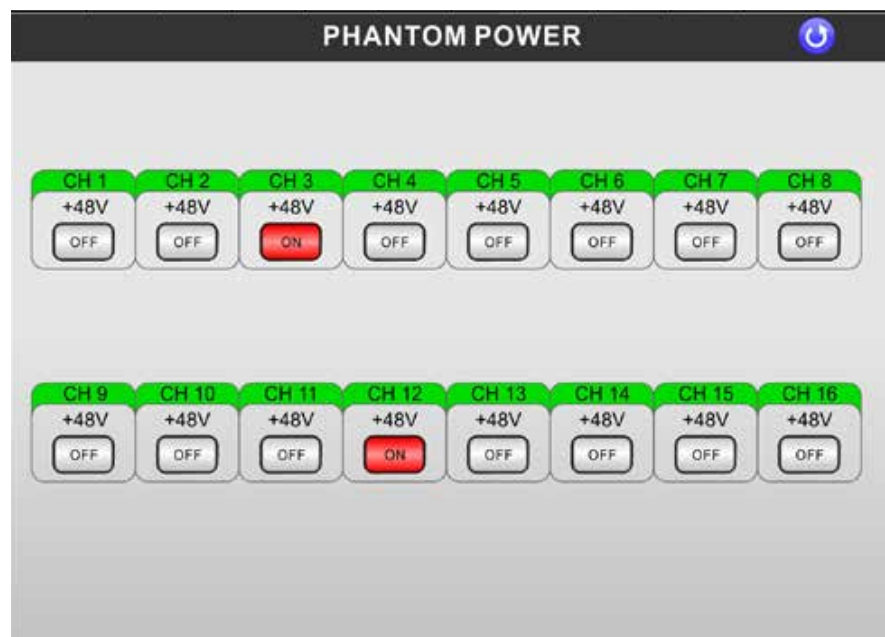 PHANTOM POWER
CH 1 CH 2 CH 3 CH 4 CH 5 CH 6 CH 7 CH 8
+48V +48V +48V +48V +48V +48V +48V +48V
OFF OFF ON OFF OFF OFF OFF OFF
CH 9 CH 10 CH 11 CH 12 CH 13 CH 14 CH 15 CH 16
+48V +48V +48V +48V +48V +48V +48V +48V
OFF OFF OFF ON OFF OFF OFF OFF